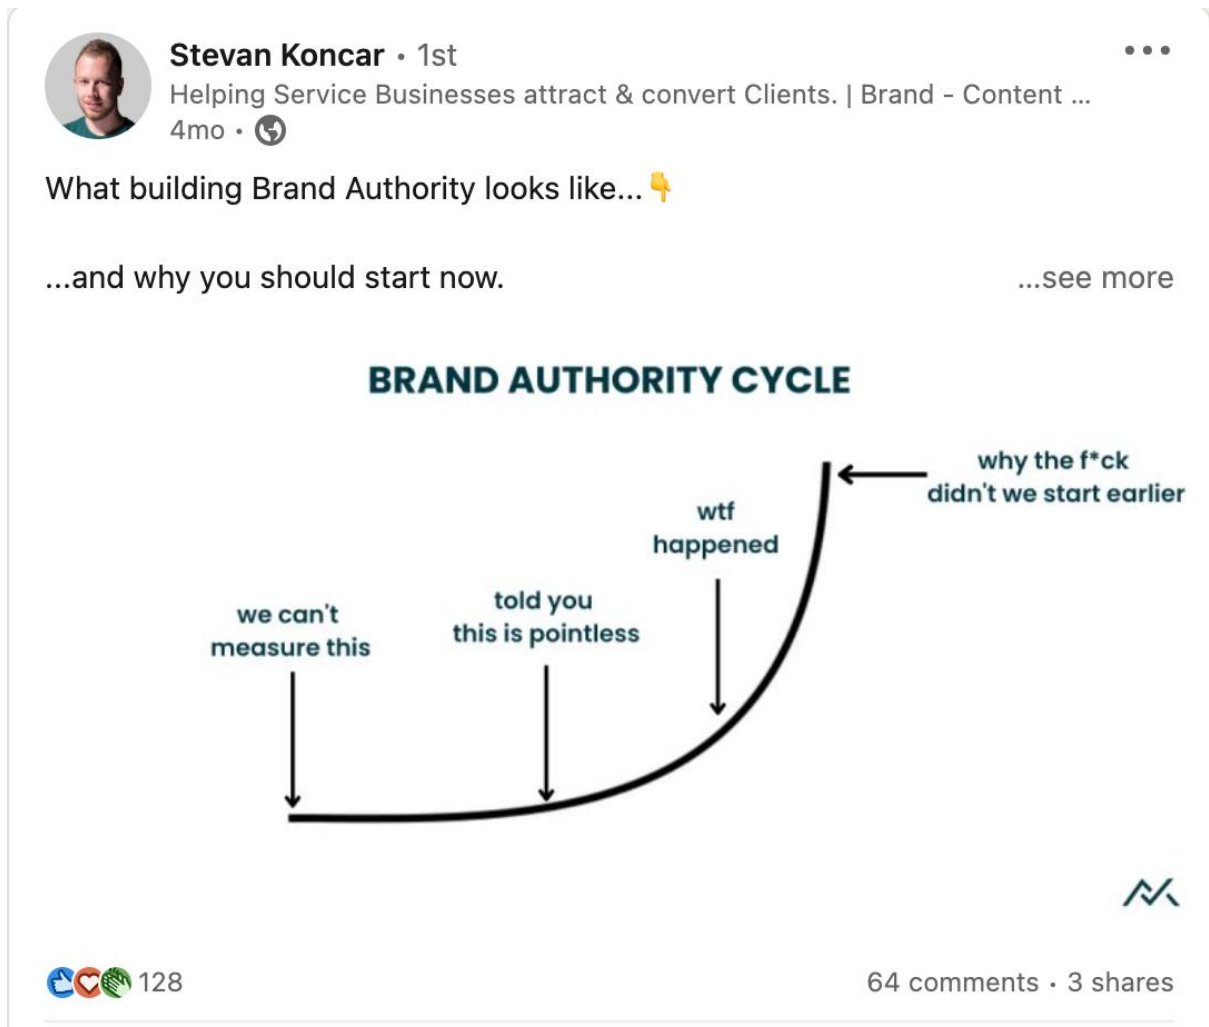 Stevan Koncar • 1st
Helping Service Businesses attract & convert Clients. | Brand - Content ...
4mo •
What building Brand Authority looks like...👇
...and why you should start now.
...see more
BRAND AUTHORITY CYCLE
we can't
measure this
told you
this is pointless
wtf
happened
why the f*ck
didn't we start earlier
128
64 comments • 3 shares